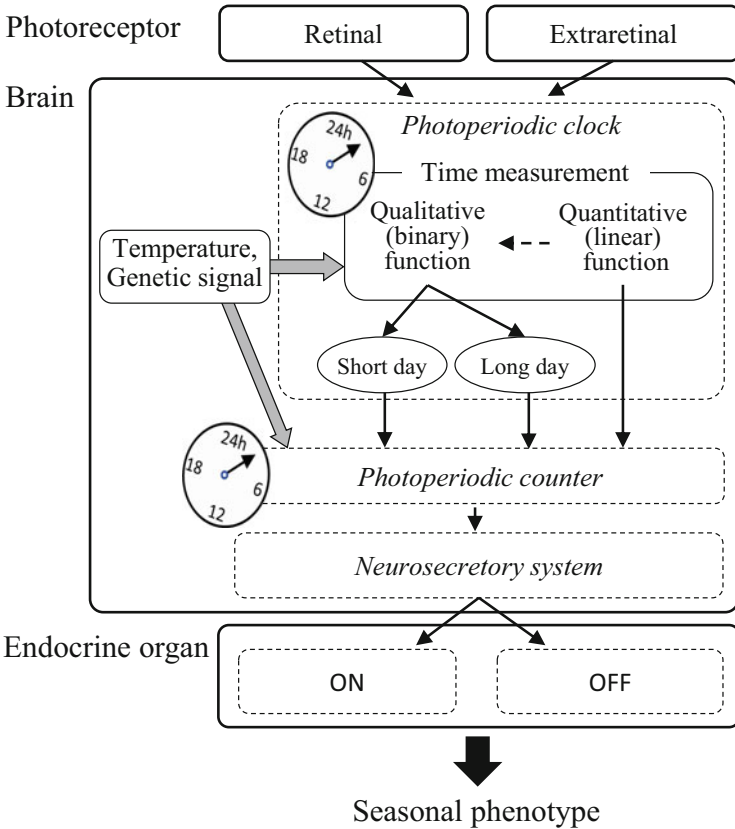 Photoreceptor
Retinal
Extraretinal
Brain
Photoperiodic clock
24h
18
6
12
Time measurement
Qualitative
(binary)
function
Quantitative
(linear)
function
Temperature,
Genetic signal
Short day
Long day
24h
18
6
12
Photoperiodic counter
Neurosecretory system
Endocrine organ
ON
OFF
Seasonal phenotype